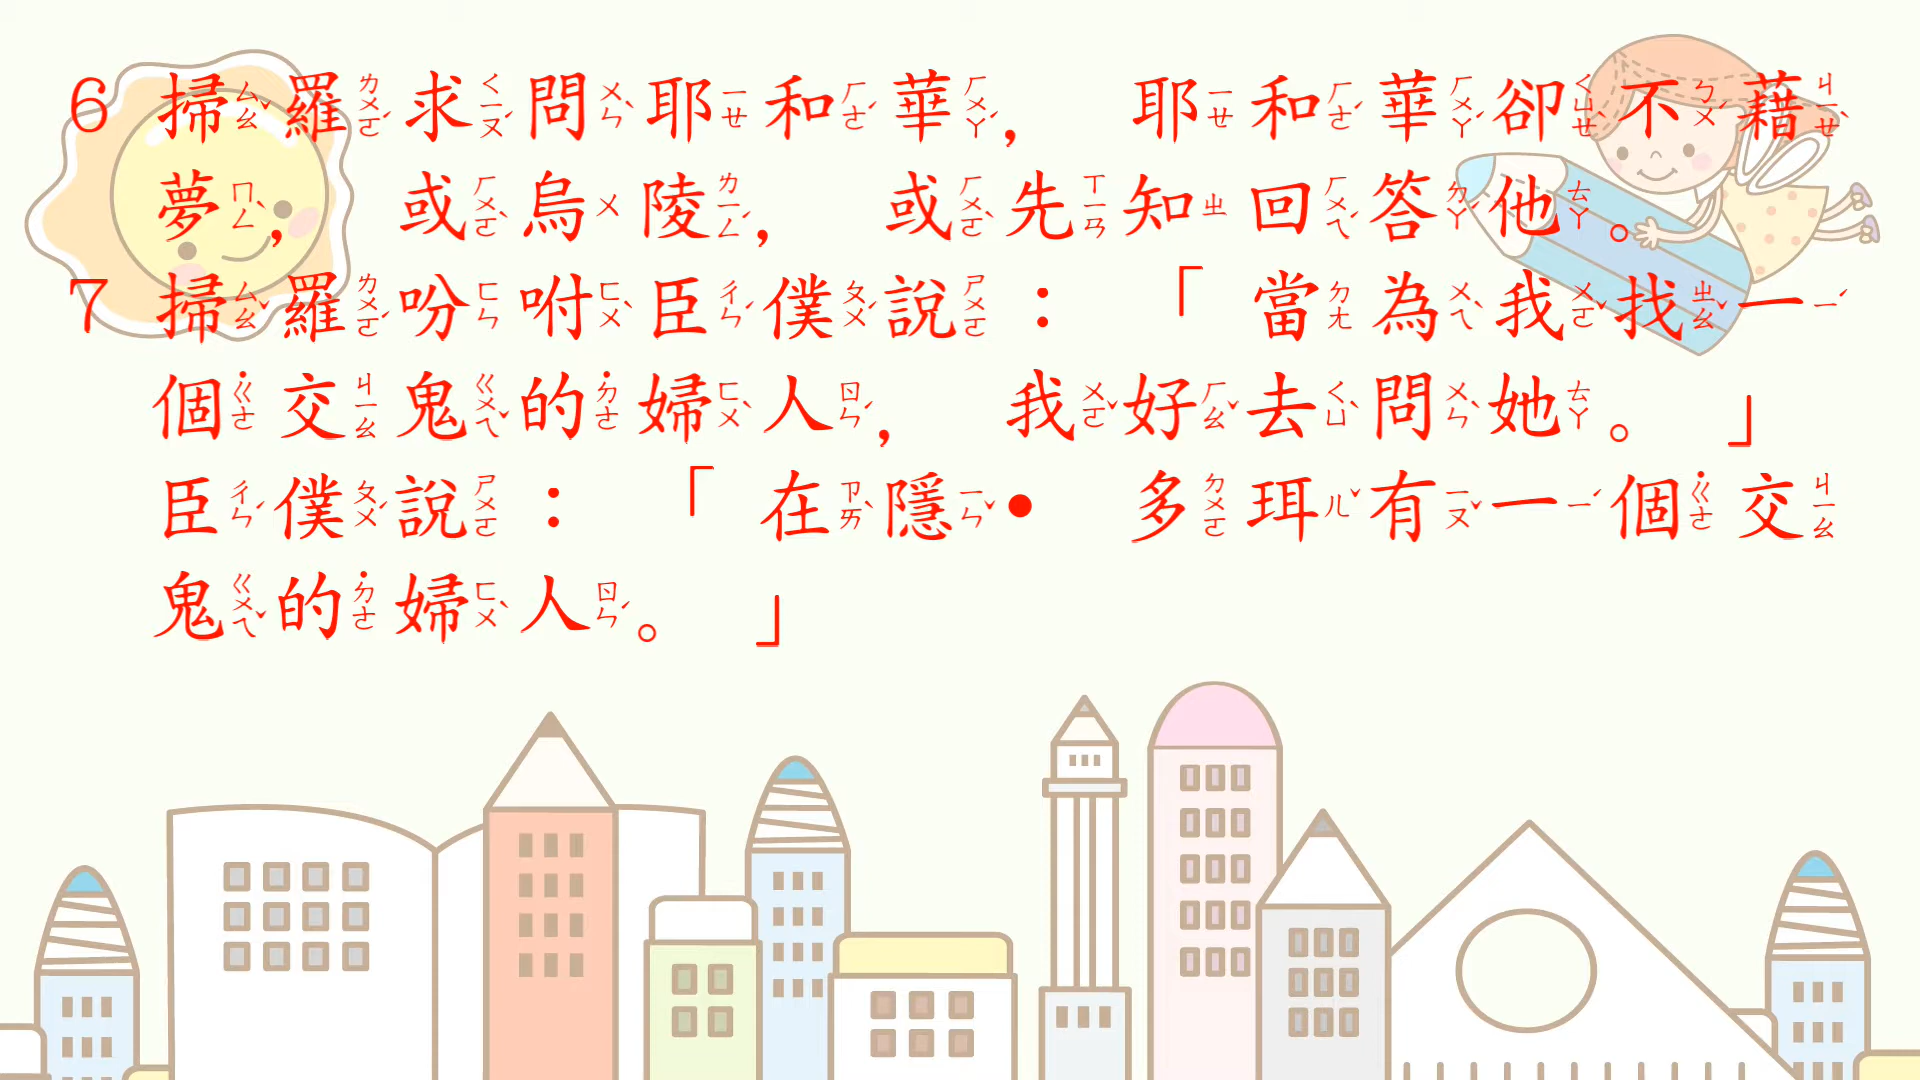 6 掃羅求問耶和華， 耶和華卻不藉
夢， 或烏陵， 或先知回答他。
7 掃羅吩咐臣僕說： 「當為我找一
個交鬼的婦人， 我好去問她。 」
臣僕說： 「在隱• 多珥有一個交
鬼的婦人。 」